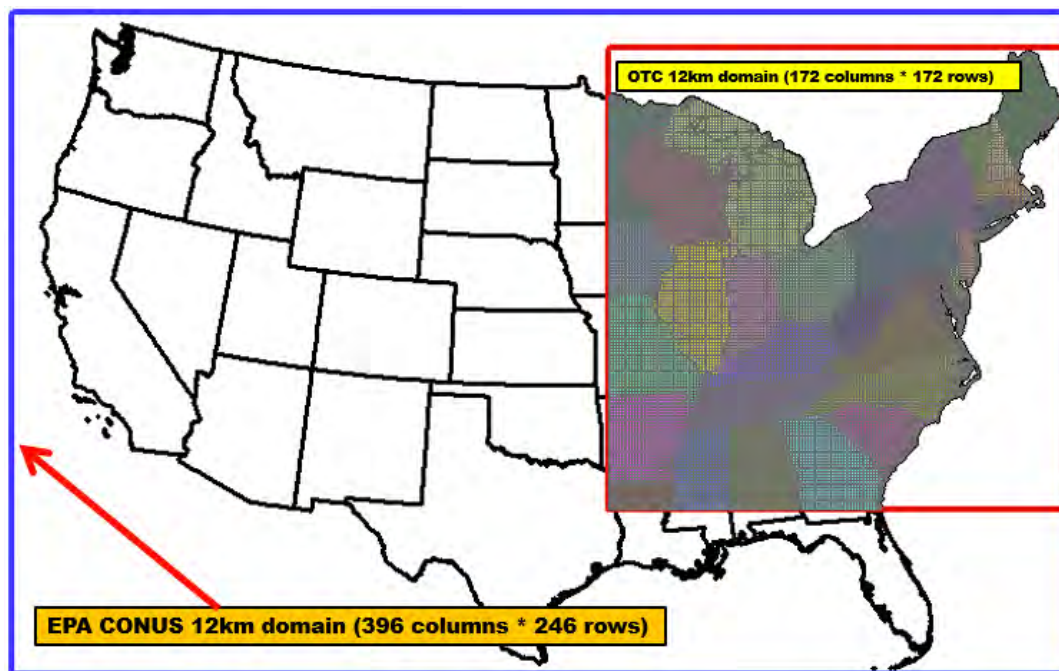 OTC 12km domain (172 columns * 172 rows)
EPA CONUS 12km domain (396 columns * 246 rows)